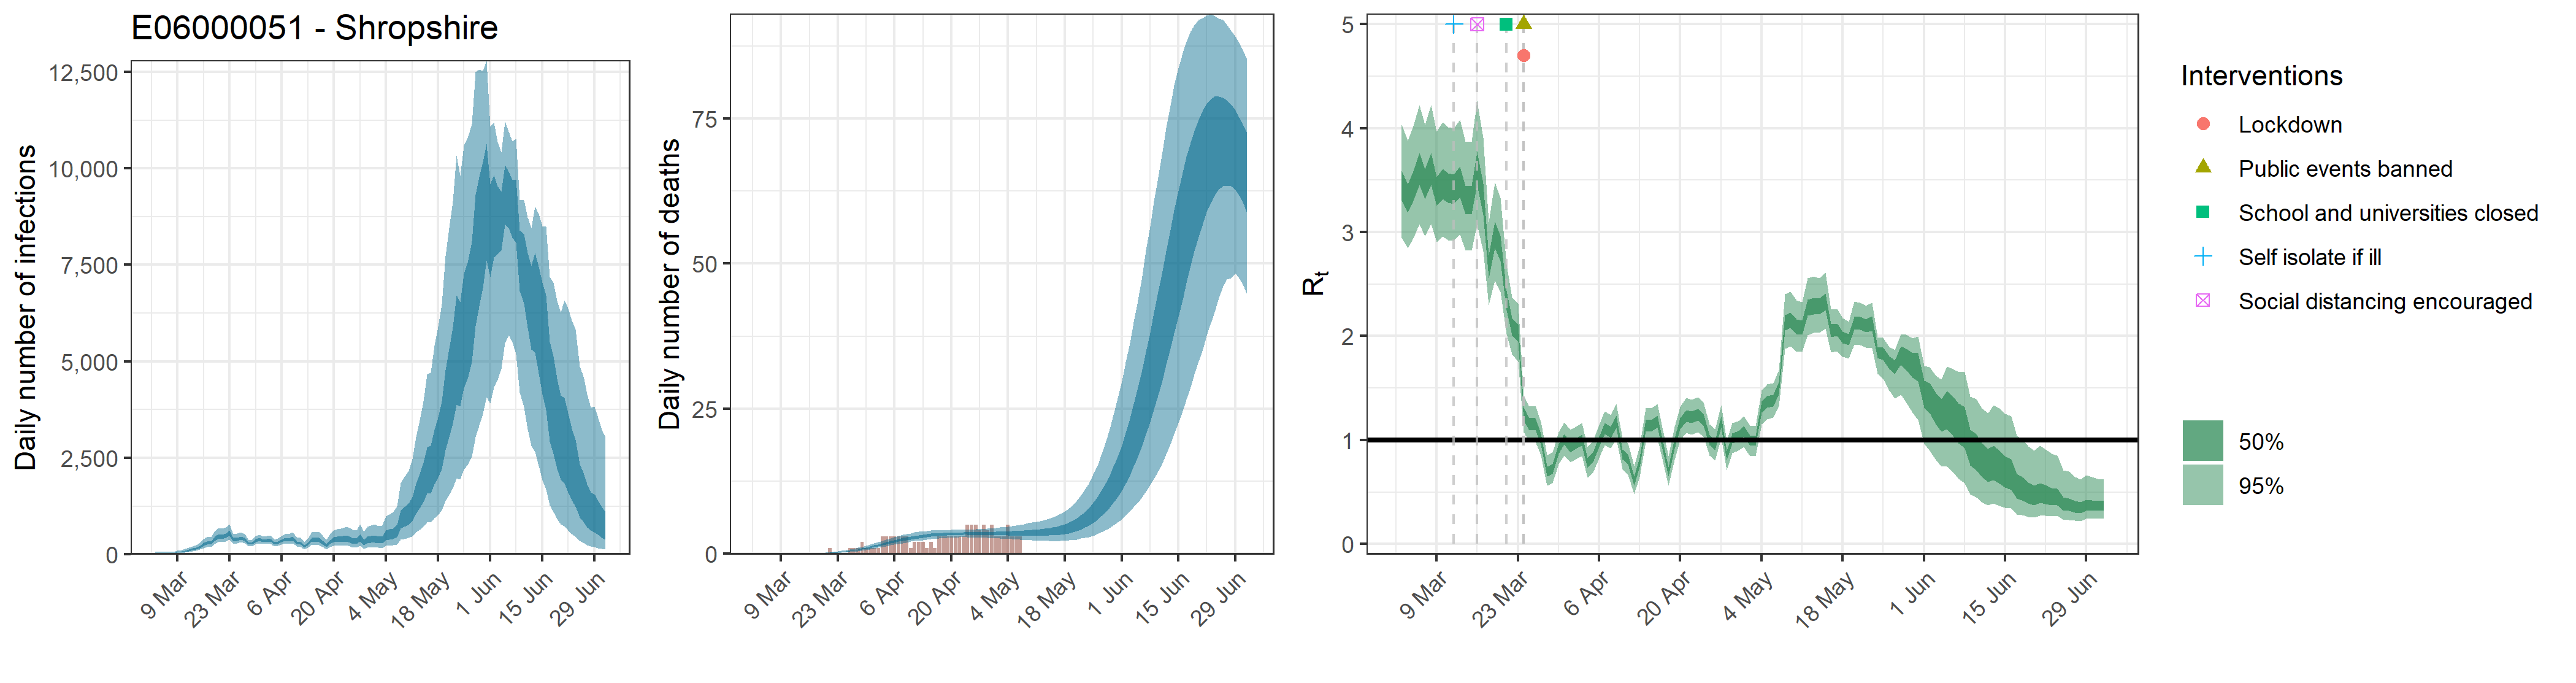 E06000051 - Shropshire
Daily number of infections
12,500
10,000
7,500
5,000
2,500
0
9 Mar
23 Mar
6 Apr
20 Apr
4 May
18 May
1 Jun
15 Jun
29 Jun
Daily number of deaths
75
50
25
0
9 Mar
23 Mar
6 Apr
20 Apr
4 May
18 May
1 Jun
15 Jun
29 Jun
Rt
5
4
3
2
1
0
9 Mar
23 Mar
6 Apr
20 Apr
4 May
18 May
1 Jun
15 Jun
29 Jun
Interventions
Lockdown
Public events banned
School and universities closed
Self isolate if ill
Social distancing encouraged
50%
95%